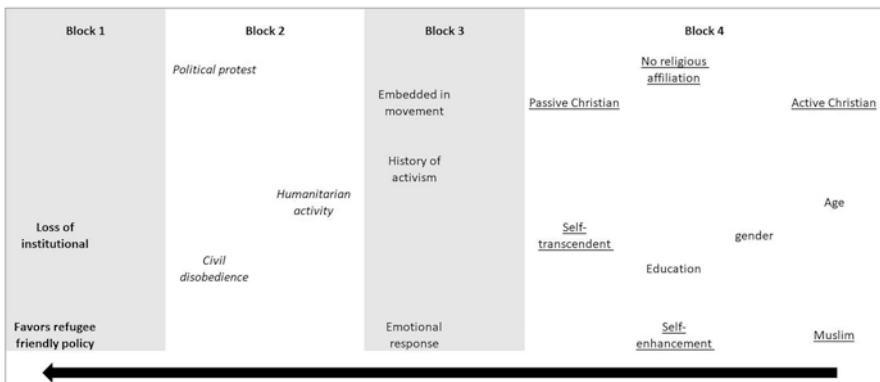 Block 1
Block 2
Block 3
Block 4
Political protest
No religious
affiliation
Embedded in
movement
Passive Christian
Active Christian
History of
activism
Humanitarian
activity
Age
Loss of
institutional
Self-
transcendent
gender
Civil
disobedience
Education
Favors refugee
friendly policy
Emotional
response
Self-
enhancement
Muslim